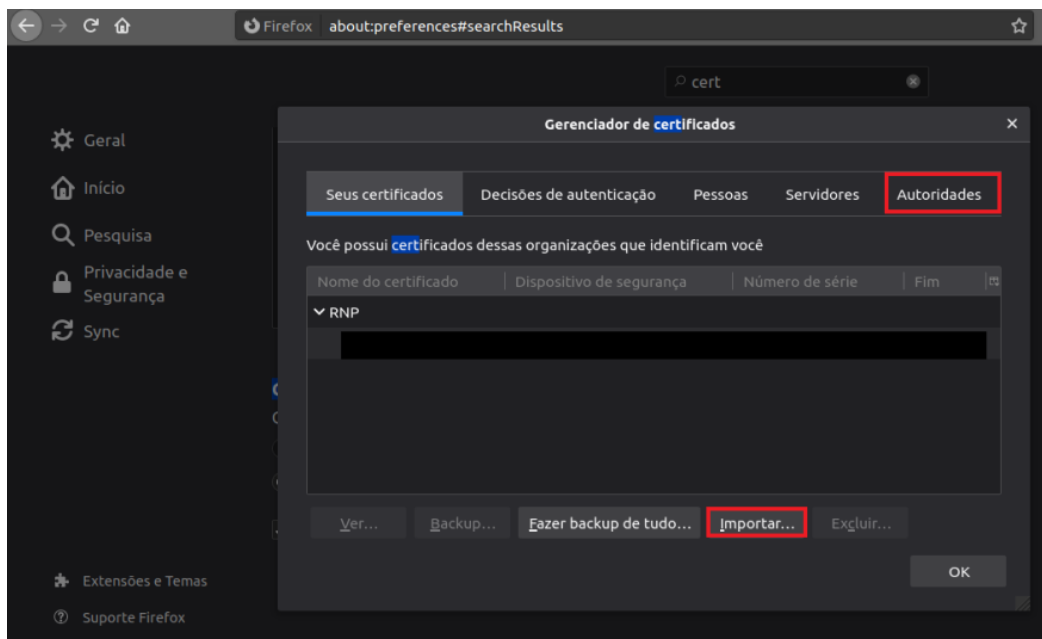 Firefox about:preferences#searchResults
cert
Gerenciador de certificados
Geral
Início
Pesquisa
Privacidade e
Segurança
Sync
Seus certificados Decisões de autenticação Pessoas Servidores Autoridades
Você possui certificados dessas organizações que identificam você
Nome do certificado Dispositivo de segurança Número de série Fim
RNP
Ver... Backup... Fazer backup de tudo... Importar... Excluir...
OK
Extensões e Temas
Suporte Firefox